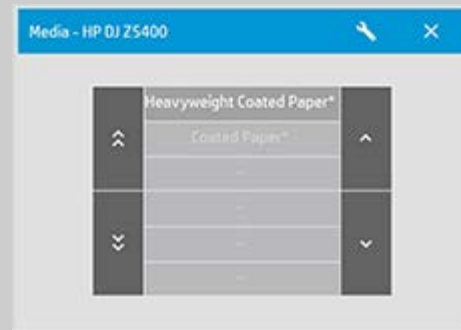 Media - HP DJ Z5400
Heavyweight Coated Paper*
Coated Paper*
--
--
--
--